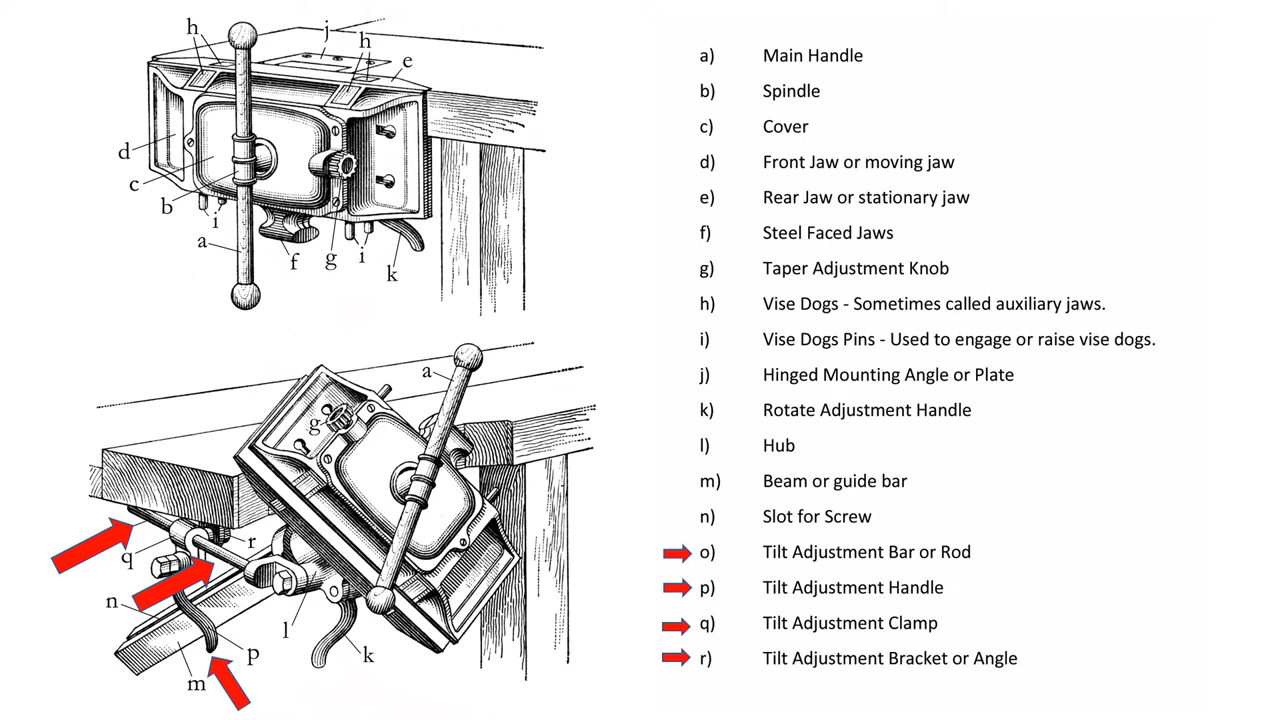 h
j
h
e
d
c
b
i
a
f
g
i
k
a
g
q
r
n
l
p
k
m
a) Main Handle
b) Spindle
c) Cover
d) Front Jaw or moving jaw
e) Rear Jaw or stationary jaw
f) Steel Faced Jaws
g) Taper Adjustment Knob
h) Vise Dogs - Sometimes called auxiliary jaws.
i) Vise Dogs Pins - Used to engage or raise vise dogs.
j) Hinged Mounting Angle or Plate
k) Rotate Adjustment Handle
l) Hub
m) Beam or guide bar
n) Slot for Screw
o) Tilt Adjustment Bar or Rod
p) Tilt Adjustment Handle
q) Tilt Adjustment Clamp
r) Tilt Adjustment Bracket or Angle